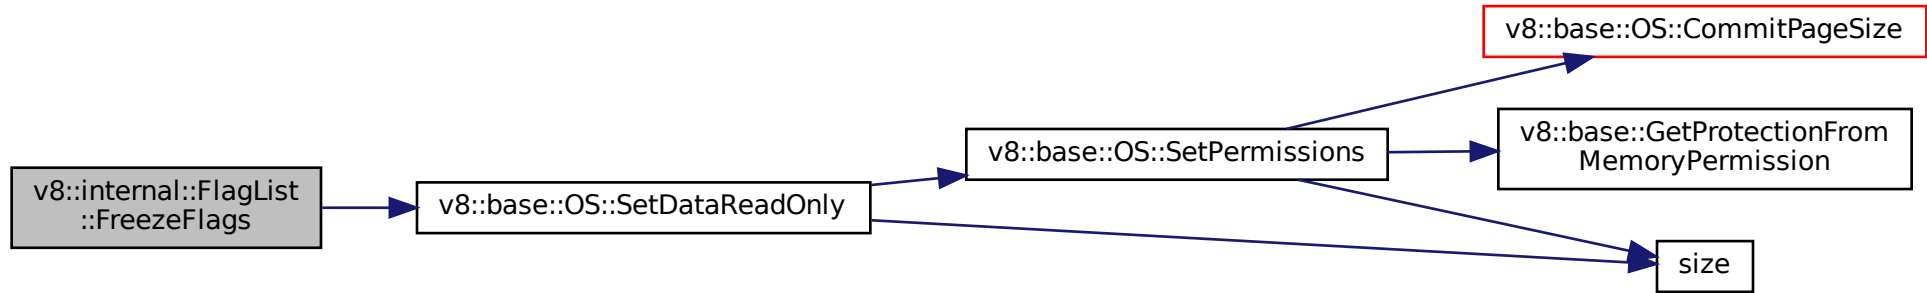 v8::internal::FlagList
::FreezeFlags
v8::base::OS::SetDataReadOnly
v8::base::OS::SetPermissions
v8::base::OS::CommitPageSize
v8::base::GetProtectionFrom
MemoryPermission
size